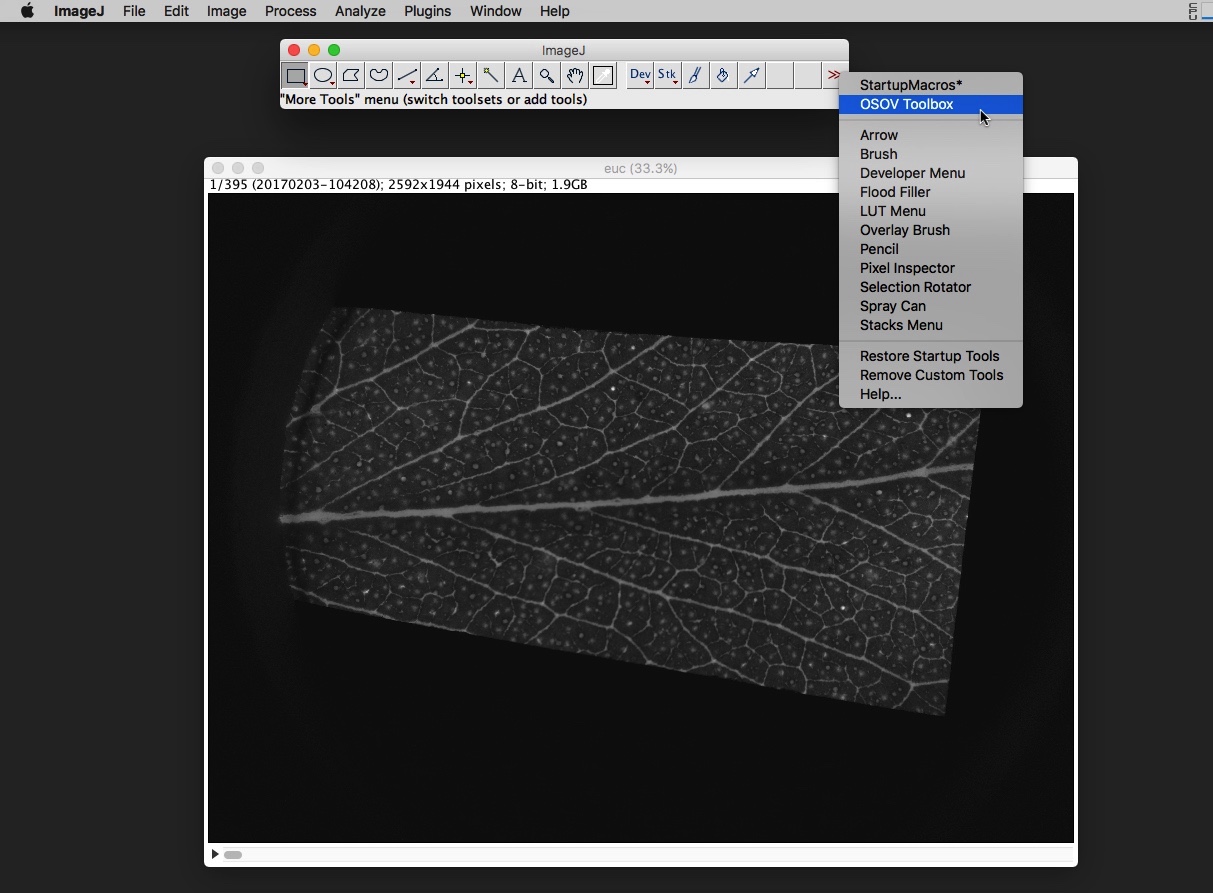 ImageJ File Edit Image Process Analyze Plugins Window Help
CPU
ImageJ
A Dev Stk >>
"More Tools" menu (switch toolsets or add tools)
StartupMacros*
OSOV Toolbox
Arrow
Brush
Developer Menu
Flood Filler
LUT Menu
Overlay Brush
Pencil
Pixel Inspector
Selection Rotator
Spray Can
Stacks Menu
Restore Startup Tools
Remove Custom Tools
Help...
euc (33.3%)
1/395 (20170203-104208); 2592x1944 pixels; 8-bit; 1.9GB